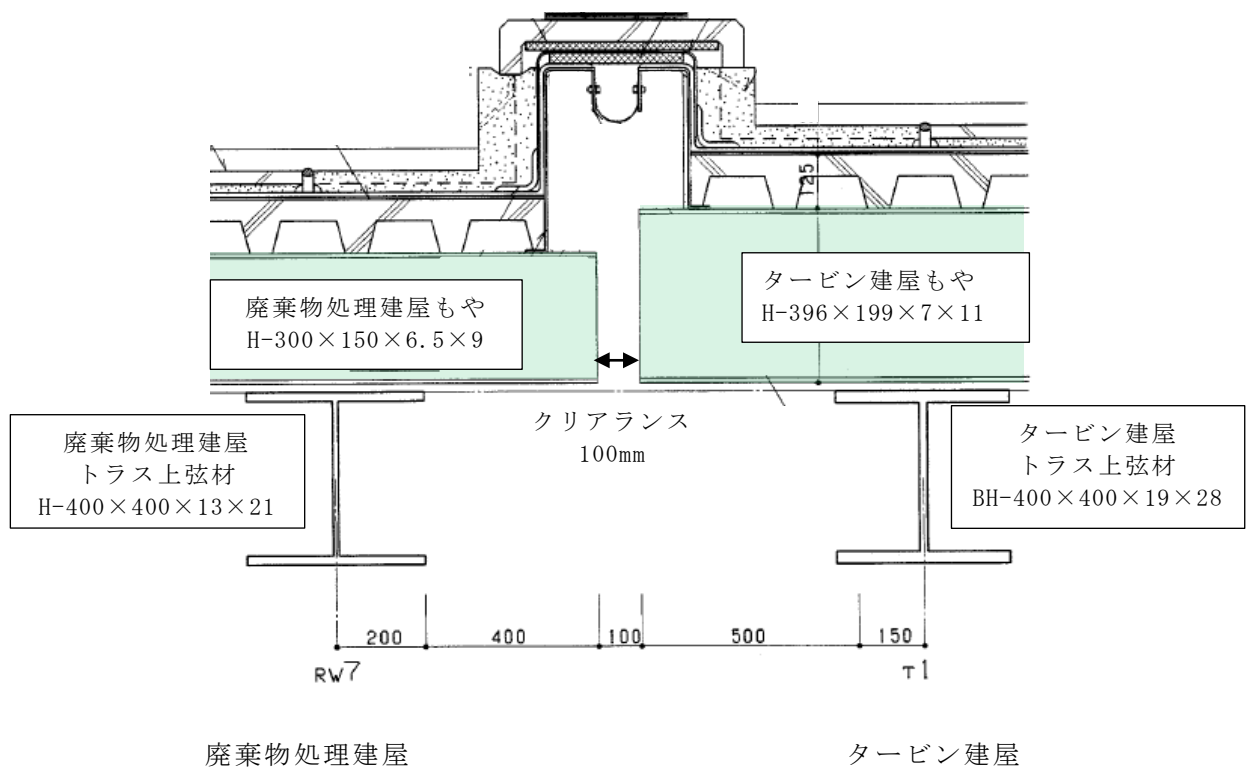 125
廃棄物処理建屋もや
H-300×150×6.5×9
タービン建屋もや
H-396×199×7×11
クリアランス
100mm
廃棄物処理建屋
トラス上弦材
H-400×400×13×21
タービン建屋
トラス上弦材
BH-400×400×19×28
200 400 100 500 150
RW7 T1
廃棄物処理建屋 タービン建屋